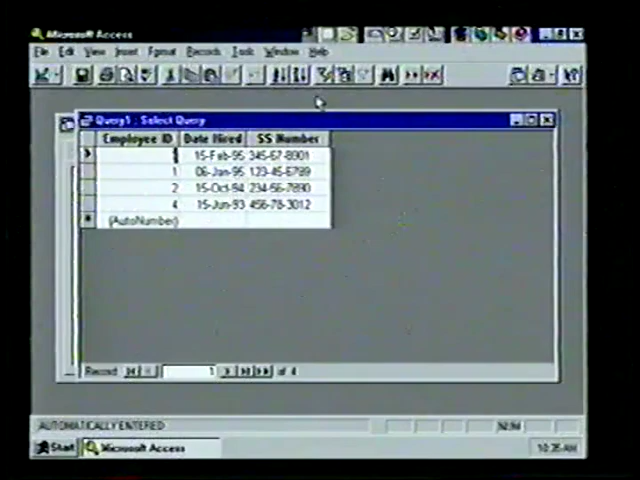 Microsoft Access
File Edit View Insert Format Records Tools Window Help
Query1 : Select Query
Employee ID Date Hired SS Number
15-Feb-95 345-67-8901
1 06-Jan-95 123-45-6789
2 15-Oct-94 234-56-7890
4 15-Jun-93 456-78-3012
(AutoNumber)
Record: 1 of 4
AUTOMATICALLY ENTERED NUM
Start Microsoft Access 10:35 AM